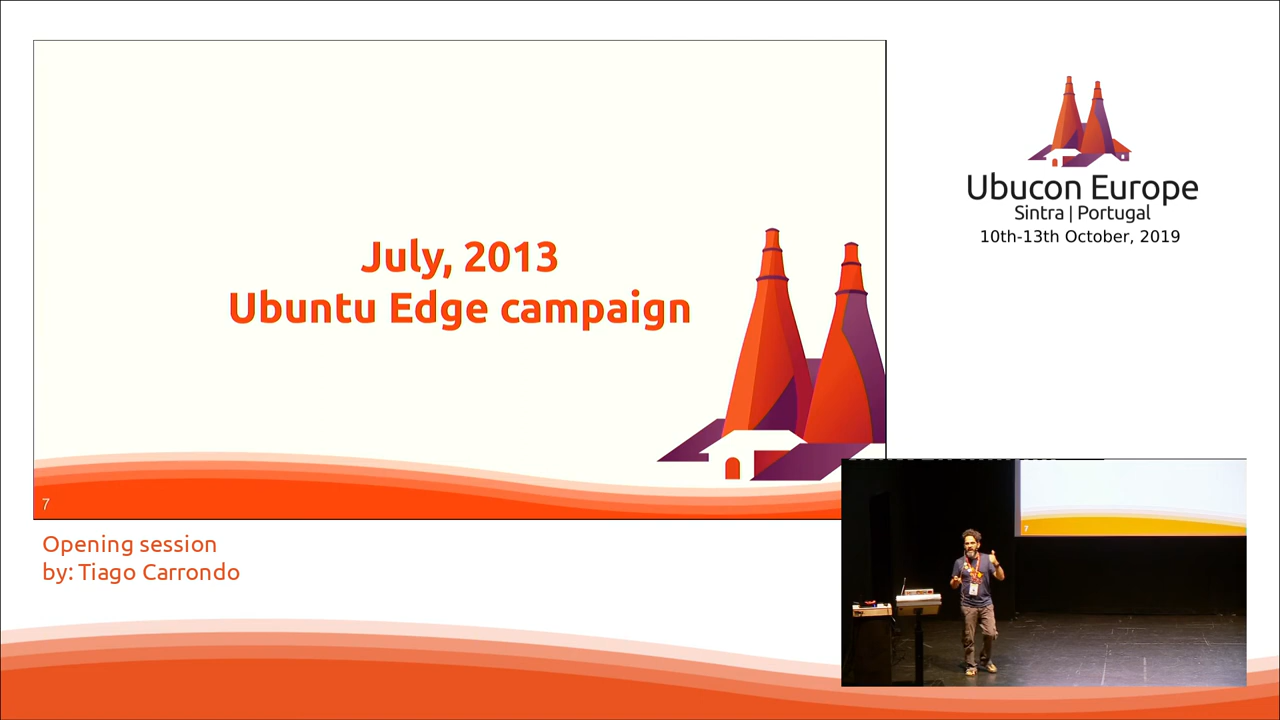 July, 2013
Ubuntu Edge campaign
7
Opening session
by: Tiago Carrondo
Ubucon Europe
Sintra | Portugal
10th-13th October, 2019
7